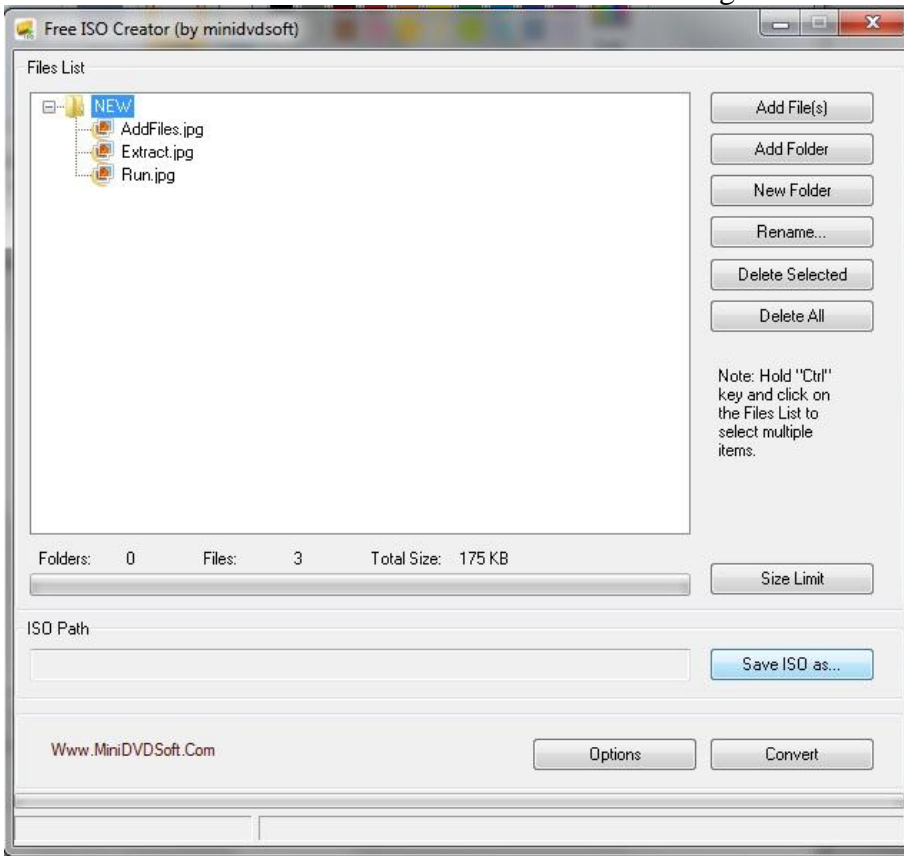 Free ISO Creator (by minidvdsoft)
Files List
NEW
AddFiles.jpg
Extract.jpg
Run.jpg
Add File(s)
Add Folder
New Folder
Rename...
Delete Selected
Delete All
Note: Hold "Ctrl"
key and click on
the Files List to
select multiple
items.
Folders: 0 Files: 3 Total Size: 175 KB
Size Limit
ISO Path
Save ISO as...
Www.MiniDVDSoft.Com
Options
Convert